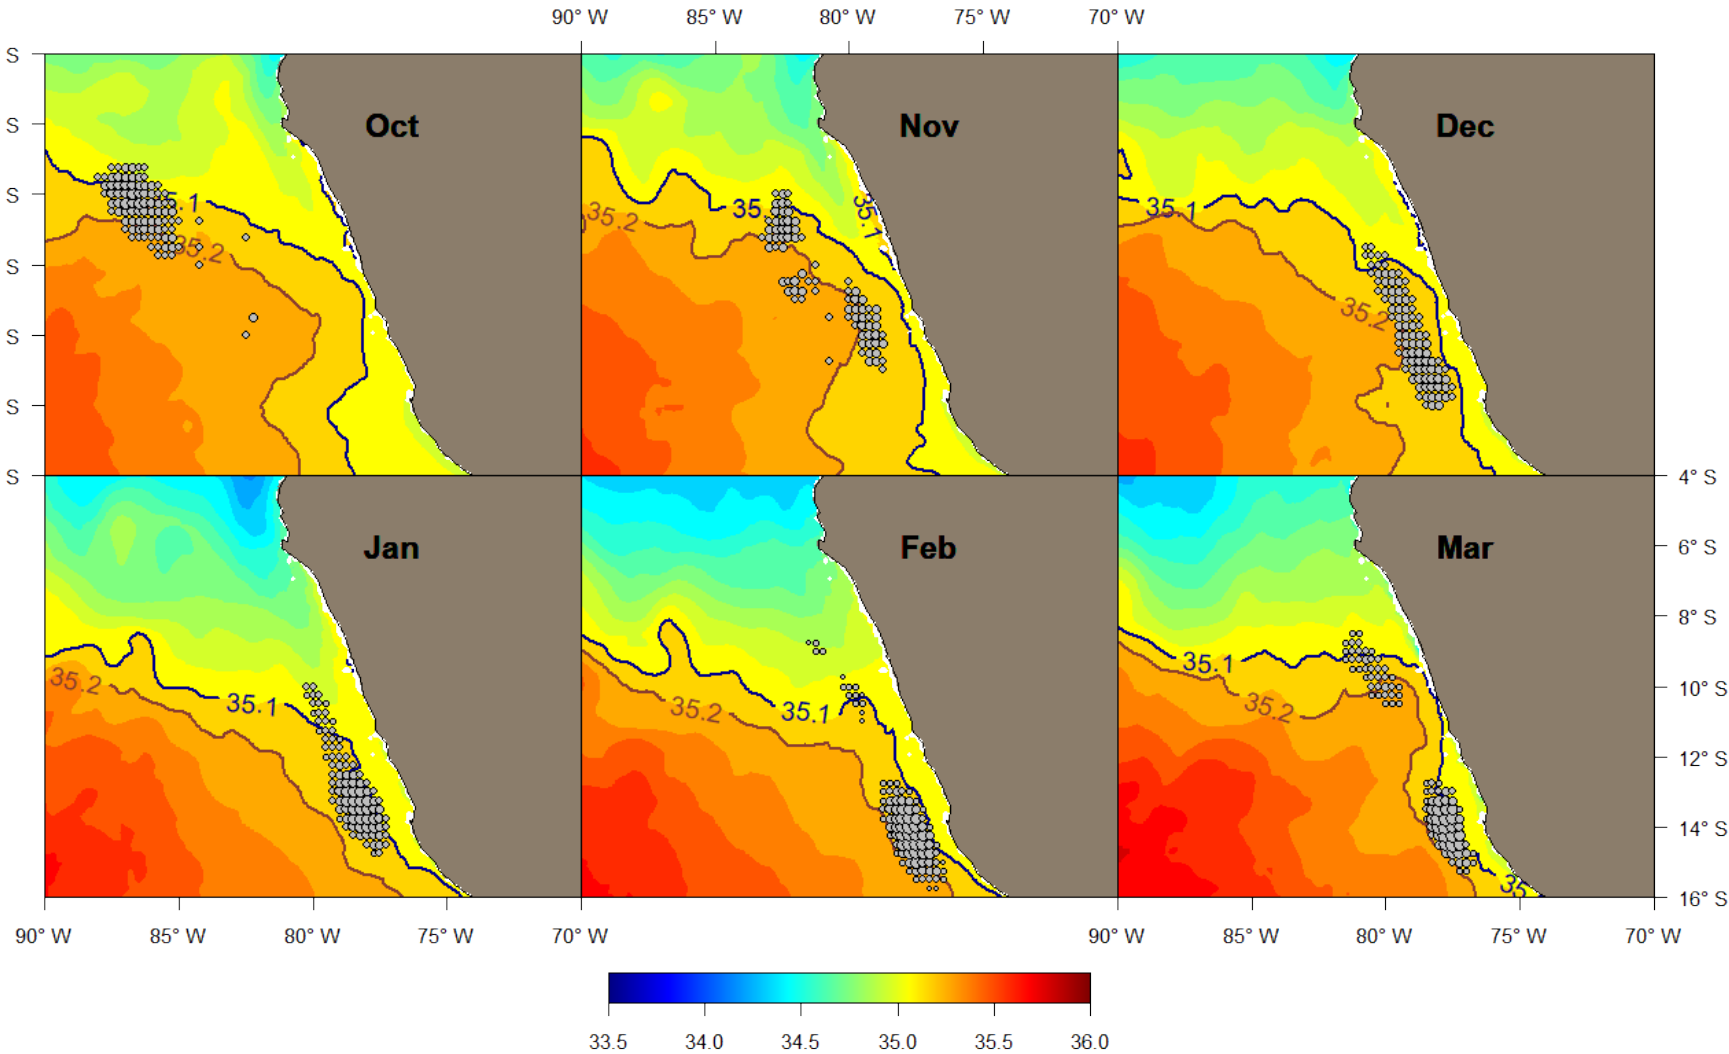 90° W 85° W 80° W 75° W 70° W
S
S
S
S
S
S
S
Oct
5.1
35.2
Nov
35.2
35.
35.1
Dec
35.1
35.2
4° S
6° S
8° S
10° S
12° S
14° S
16° S
Jan
35.2
35.1
Feb
35.2
35.1
Mar
35.1
35.2
35
90° W 85° W 80° W 75° W 70° W 90° W 85° W 80° W 75° W 70° W
33.5 34.0 34.5 35.0 35.5 36.0